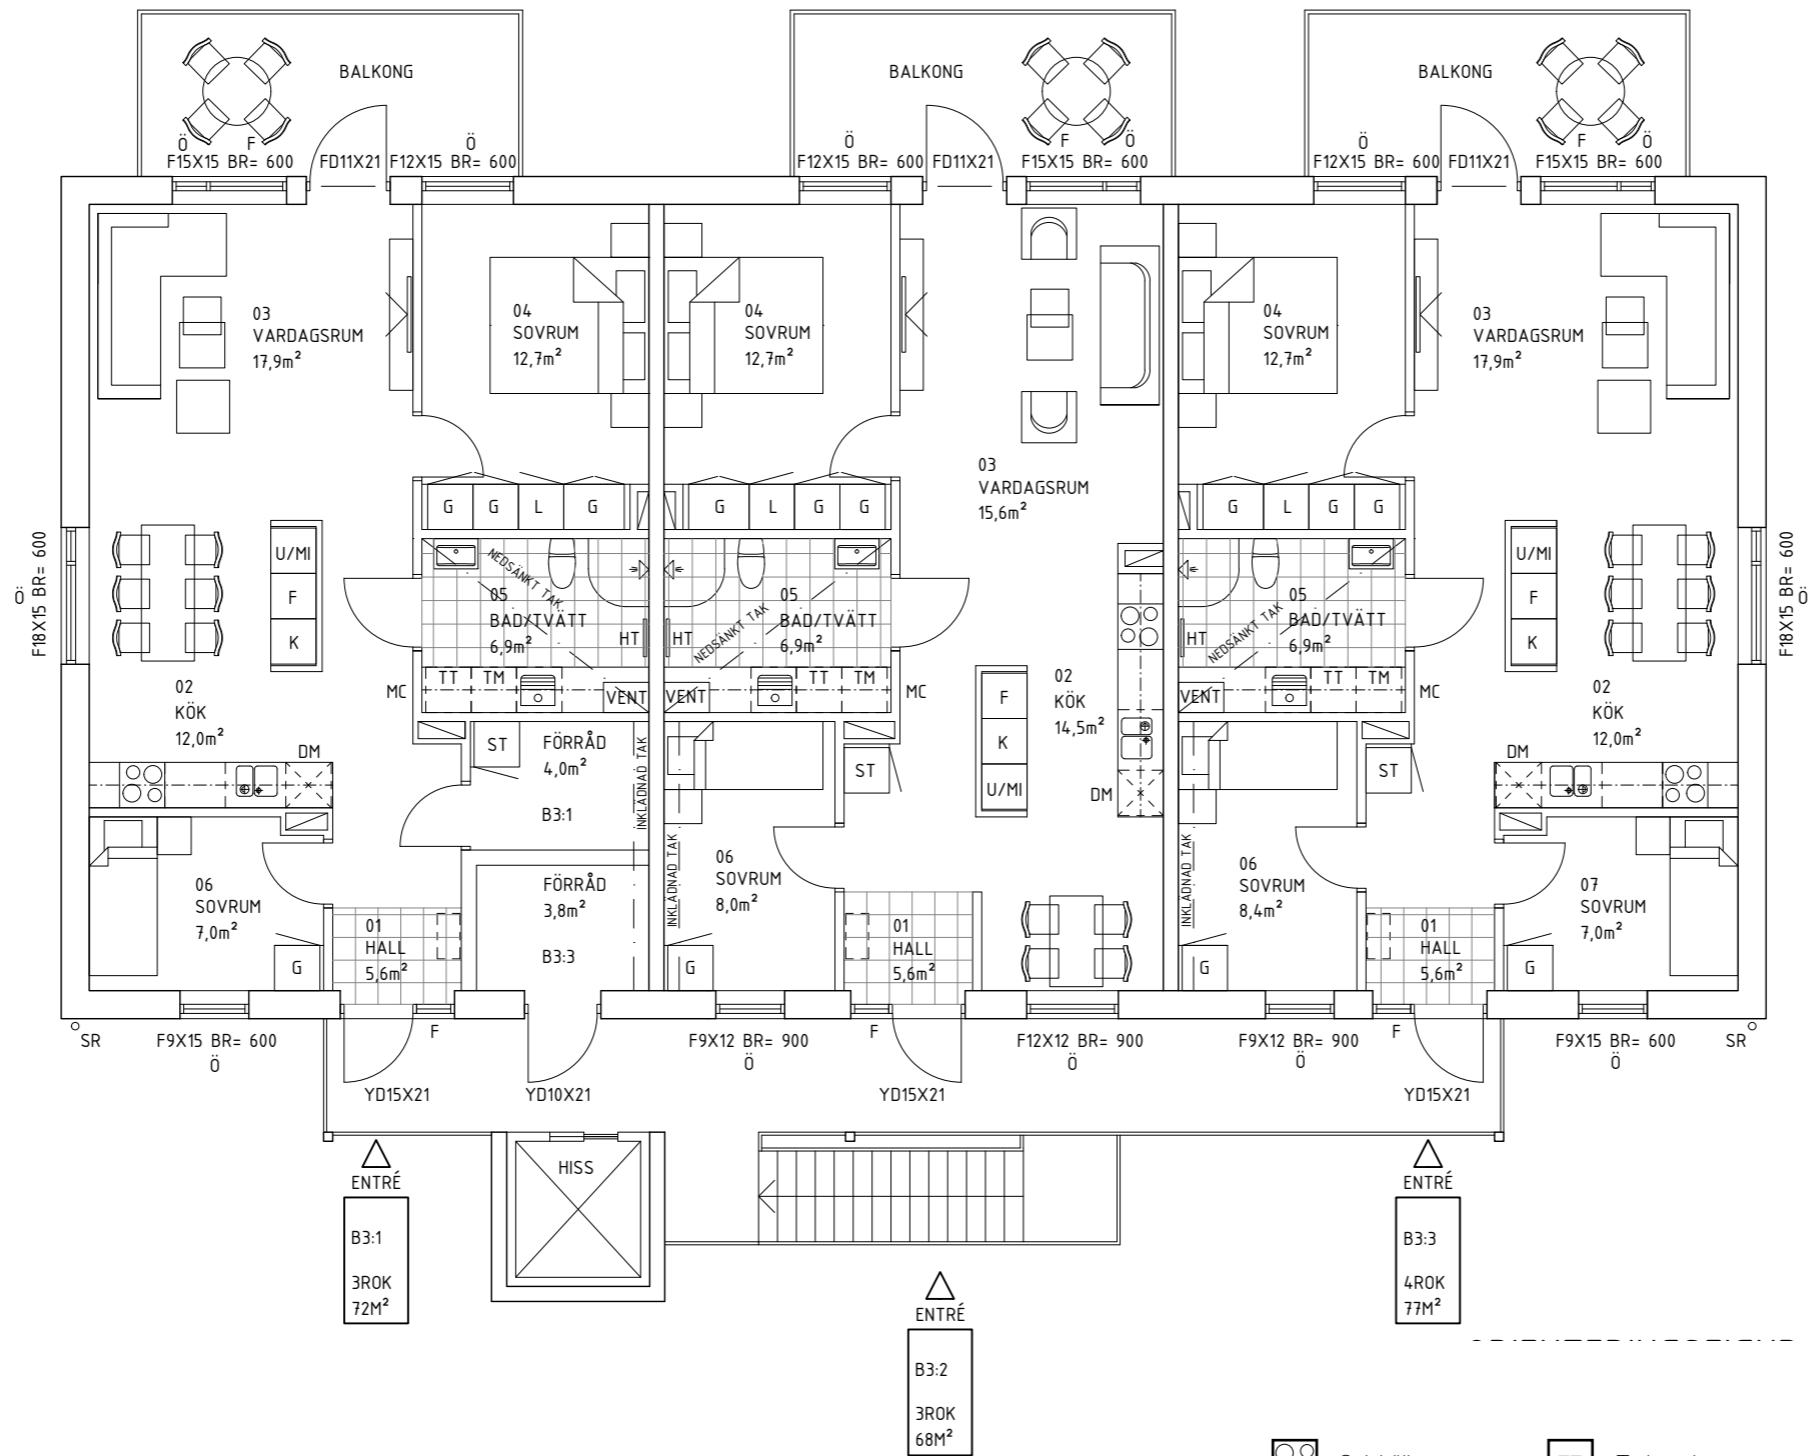 BALKONG
BALKONG
BALKONG
Ö
F
Ö
Ö
F
Ö
Ö
F
Ö
F15X15 BR= 600
FD11X21
F12X15 BR= 600
F12X15 BR= 600
FD11X21
F15X15 BR= 600
F12X15 BR= 600
FD11X21
F15X15 BR= 600
03
VARDAGSRUM
17,9m²
04
SOVRUM
12,7m²
04
SOVRUM
12,7m²
03
VARDAGSRUM
15,6m²
04
SOVRUM
12,7m²
03
VARDAGSRUM
17,9m²
G
G
L
G
G
L
G
G
G
L
G
G
Ö
F18X15 BR= 600
U/MI
F
K
NEDSÄNKT TAK
05
BAD/TVÄTT
6,9m²
HT
HT
NEDSÄNKT TAK
05
BAD/TVÄTT
6,9m²
HT
NEDSÄNKT TAK
05
BAD/TVÄTT
6,9m²
U/MI
F
K
F18X15 BR= 600
Ö
MC
TT
TM
VENT
VENT
TT
TM
MC
VENT
TT
TM
MC
02
KÖK
12,0m²
DM
ST
FÖRRÅD
4,0m²
B3:1
INKLÄDNAD TAK
INKLÄDNAD TAK
ST
F
K
U/MI
02
KÖK
14,5m²
DM
INKLÄDNAD TAK
ST
02
KÖK
12,0m²
DM
06
SOVRUM
7,0m²
G
01
HALL
5,6m²
FÖRRÅD
3,8m²
B3:3
06
SOVRUM
8,0m²
G
01
HALL
5,6m²
06
SOVRUM
8,4m²
G
01
HALL
5,6m²
07
SOVRUM
7,0m²
G
SR
F9X15 BR= 600
Ö
F
F9X12 BR= 900
Ö
F
F12X12 BR= 900
Ö
F9X12 BR= 900
Ö
F
F9X15 BR= 600
Ö
SR
YD15X21
YD10X21
YD15X21
YD15X21
HISS
ENTRÉ
B3:1
3ROK
72M²
ENTRÉ
B3:2
3ROK
68M²
ENTRÉ
B3:3
4ROK
77M²